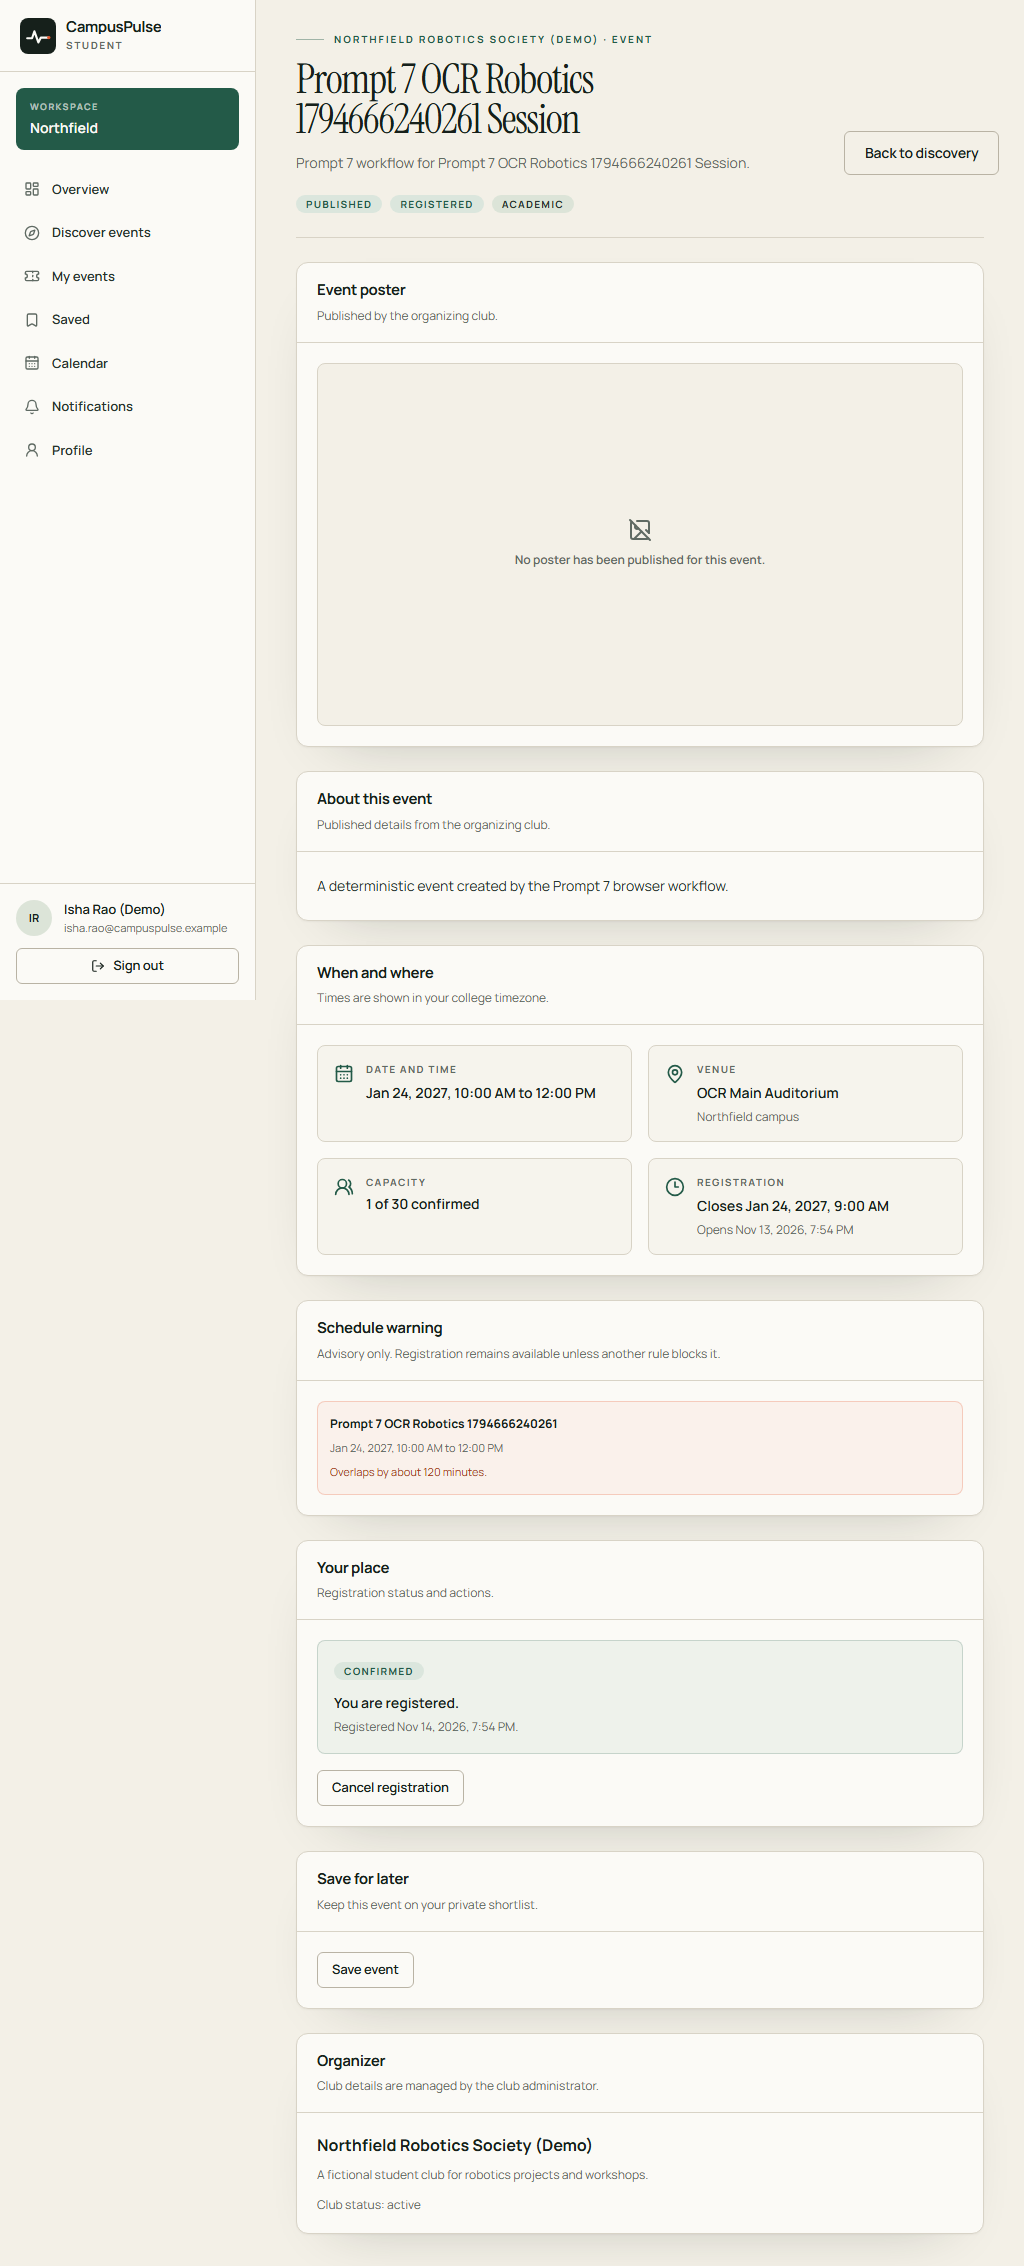 CampusPulse
STUDENT
WORKSPACE
Northfield
Overview
Discover events
My events
Saved
Calendar
Notifications
Profile
IR
Isha Rao (Demo)
isha.rao@campuspulse.example
Sign out
NORTHFIELD ROBOTICS SOCIETY (DEMO) · EVENT
Prompt 7 OCR Robotics
1794666240261 Session
Prompt 7 workflow for Prompt 7 OCR Robotics 1794666240261 Session.
Back to discovery
PUBLISHED
REGISTERED
ACADEMIC
Event poster
Published by the organizing club.
No poster has been published for this event.
About this event
Published details from the organizing club.
A deterministic event created by the Prompt 7 browser workflow.
When and where
Times are shown in your college timezone.
DATE AND TIME
Jan 24, 2027, 10:00 AM to 12:00 PM
VENUE
OCR Main Auditorium
Northfield campus
CAPACITY
1 of 30 confirmed
REGISTRATION
Closes Jan 24, 2027, 9:00 AM
Opens Nov 13, 2026, 7:54 PM
Schedule warning
Advisory only. Registration remains available unless another rule blocks it.
Prompt 7 OCR Robotics 1794666240261
Jan 24, 2027, 10:00 AM to 12:00 PM
Overlaps by about 120 minutes.
Your place
Registration status and actions.
CONFIRMED
You are registered.
Registered Nov 14, 2026, 7:54 PM.
Cancel registration
Save for later
Keep this event on your private shortlist.
Save event
Organizer
Club details are managed by the club administrator.
Northfield Robotics Society (Demo)
A fictional student club for robotics projects and workshops.
Club status: active